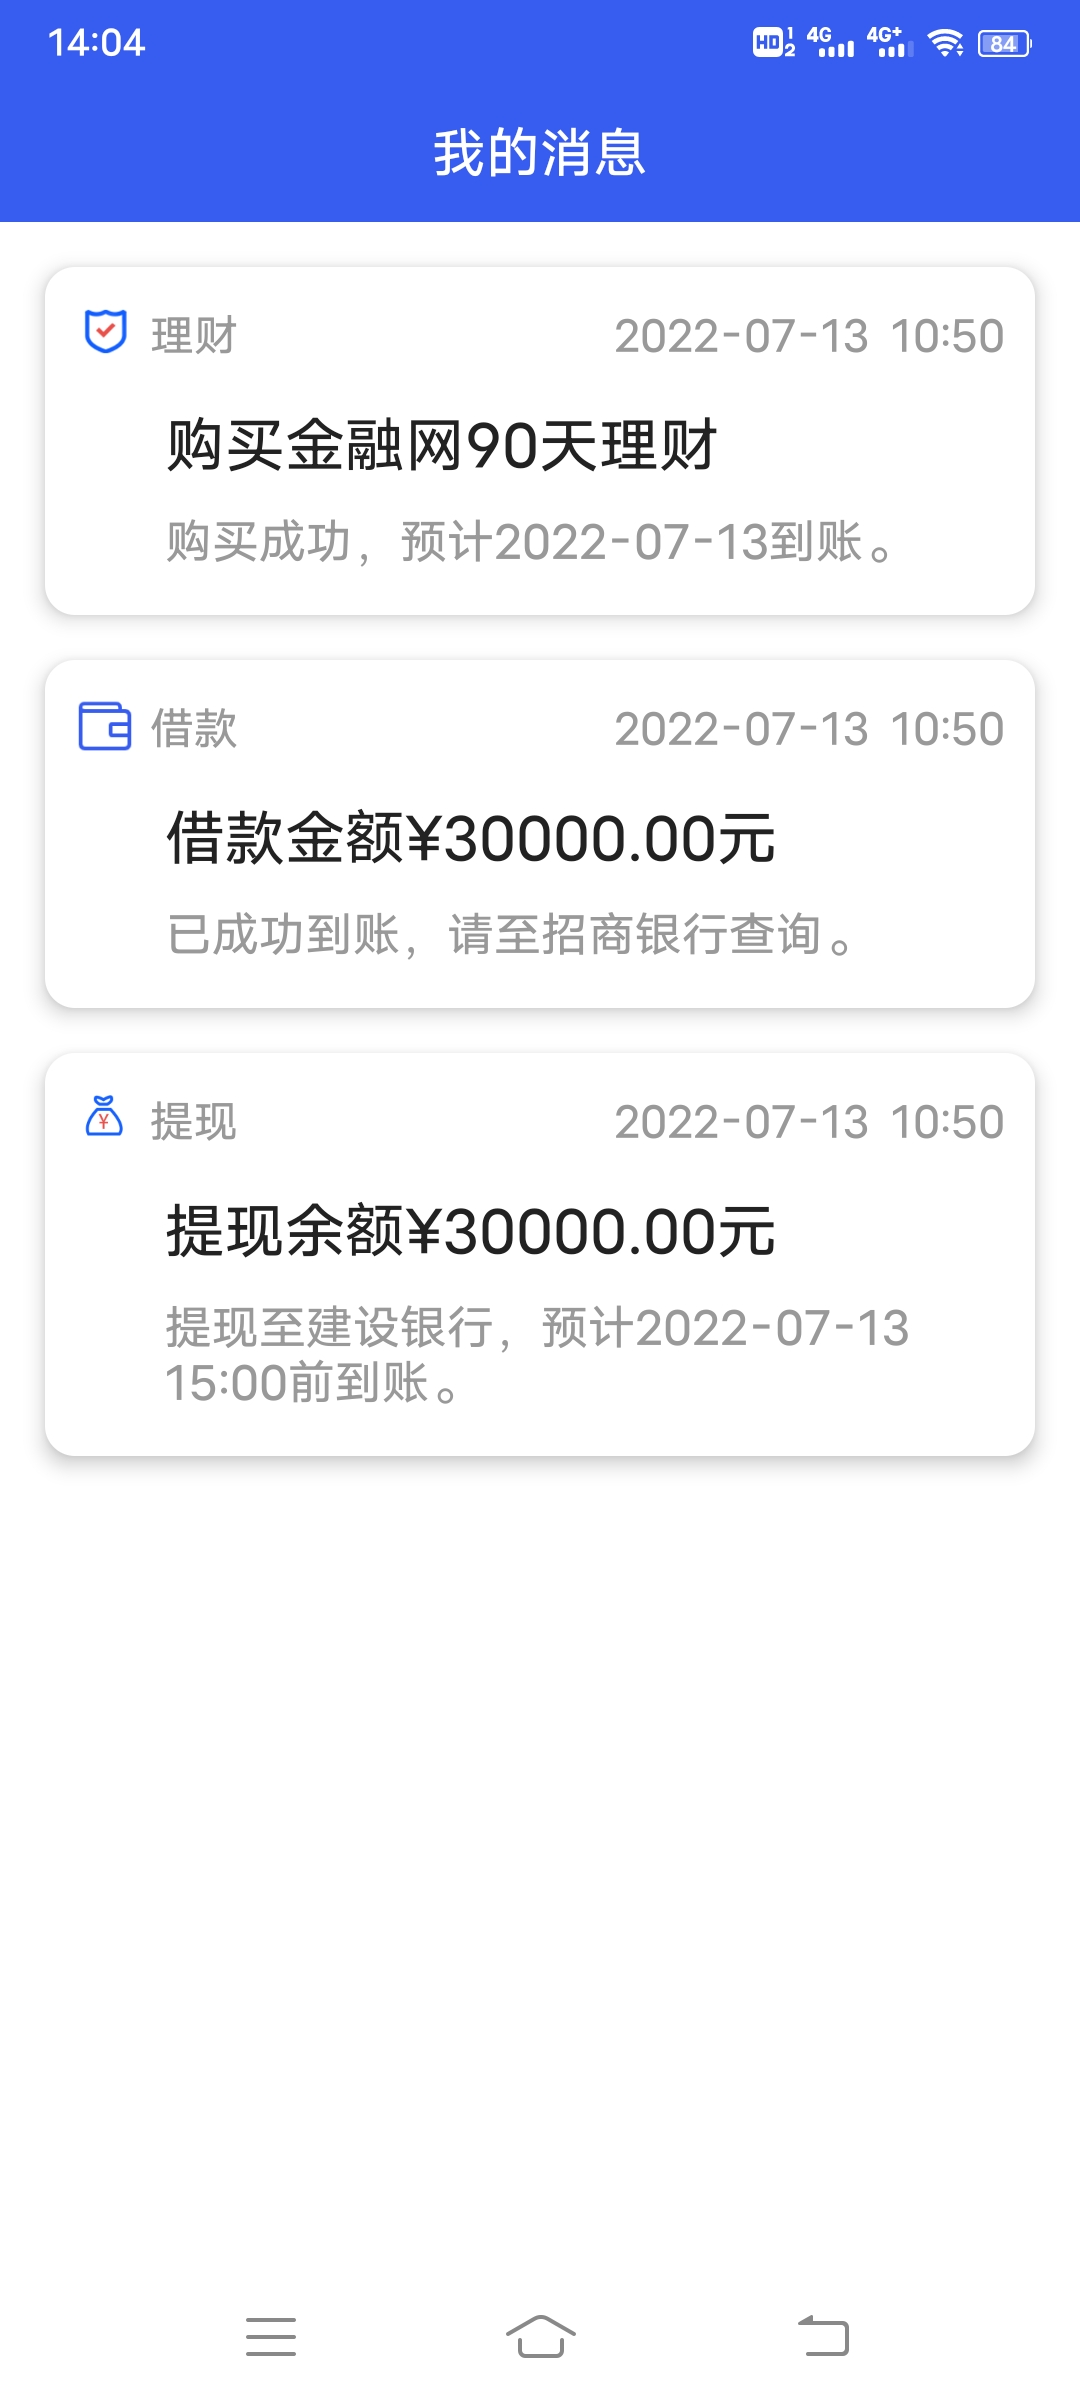 14:04
HD 1 2 4G 4G+ 84
我的消息
理财 2022-07-13 10:50
购买金融网90天理财
购买成功，预计2022-07-13到账。
借款 2022-07-13 10:50
借款金额¥30000.00元
已成功到账，请至招商银行查询。
¥ 提现 2022-07-13 10:50
提现余额¥30000.00元
提现至建设银行，预计2022-07-13
15:00前到账。